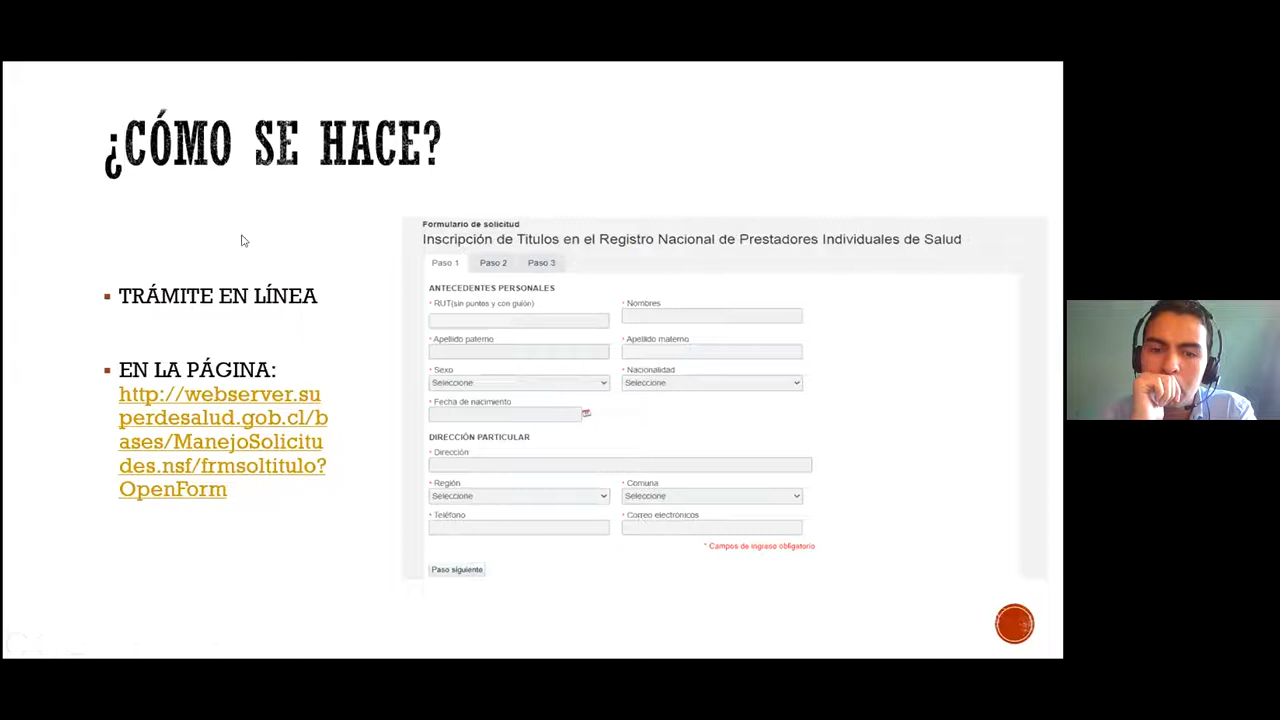 ¿CÓMO SE HACE?
▪ TRÁMITE EN LÍNEA
▪ EN LA PÁGINA:
http://webserver.su
perdesalud.gob.cl/b
ases/ManejoSolicitu
des.nsf/frmsoltitulo?
OpenForm
Formulario de solicitud
Inscripción de Titulos en el Registro Nacional de Prestadores Individuales de Salud
Paso 1 Paso 2 Paso 3
ANTECEDENTES PERSONALES
* RUT(sin puntos y con guión) * Nombres
* Apellido paterno * Apellido materno
* Sexo * Nacionalidad
Seleccione Seleccione
* Fecha de nacimiento
DIRECCIÓN PARTICULAR
* Dirección
* Región * Comuna
Seleccione Seleccione
* Teléfono * Correo electrónicos
* Campos de ingreso obligatorio
Paso siguiente